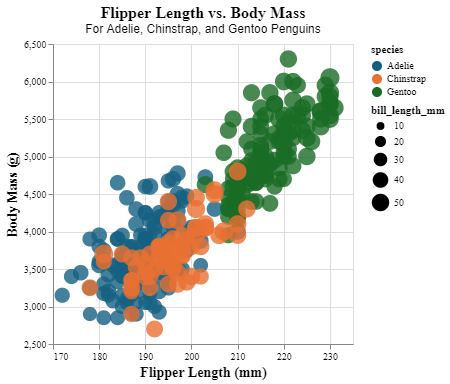 Flipper Length vs. Body Mass
For Adelie, Chinstrap, and Gentoo Penguins
6,500
6,000
5,500
5,000
4,500
4,000
3,500
3,000
2,500
Body Mass (g)
170 180 190 200 210 220 230
Flipper Length (mm)
species
Adelie
Chinstrap
Gentoo
bill_length_mm
10
20
30
40
50